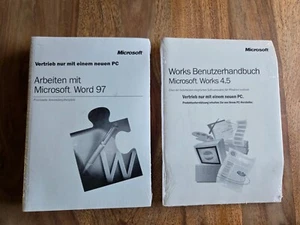 Microsoft
Vertrieb nur mit einem neuen PC
Arbeiten mit
Microsoft Word 97
Microsoft
Works Benutzerhandbuch
Microsoft Works 4.5
Vertrieb nur mit einem neuen PC.